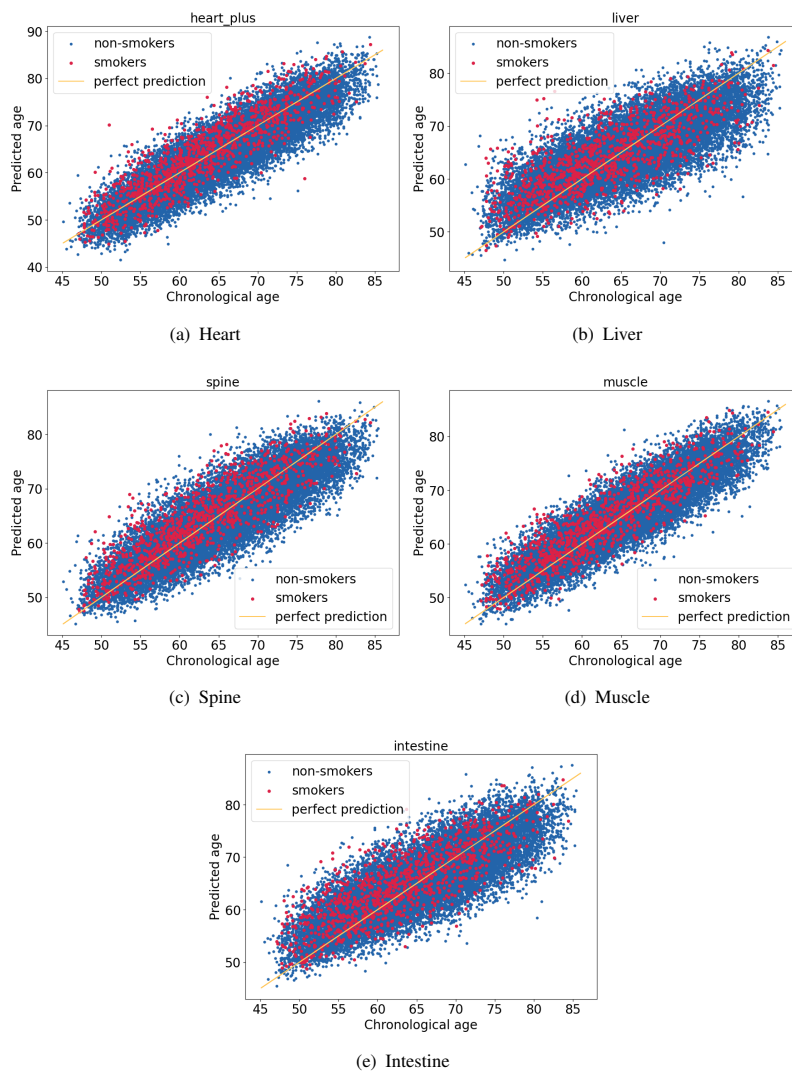 heart_plus
90
80
70
60
50
40
non-smokers
smokers
perfect prediction
Predicted age
45 50 55 60 65 70 75 80 85
Chronological age
(a) Heart
liver
80
70
60
50
non-smokers
smokers
perfect prediction
Predicted age
45 50 55 60 65 70 75 80 85
Chronological age
(b) Liver
spine
80
70
60
50
non-smokers
smokers
perfect prediction
Predicted age
45 50 55 60 65 70 75 80 85
Chronological age
(c) Spine
muscle
80
70
60
50
non-smokers
smokers
perfect prediction
Predicted age
45 50 55 60 65 70 75 80 85
Chronological age
(d) Muscle
intestine
80
70
60
50
non-smokers
smokers
perfect prediction
Predicted age
45 50 55 60 65 70 75 80 85
Chronological age
(e) Intestine